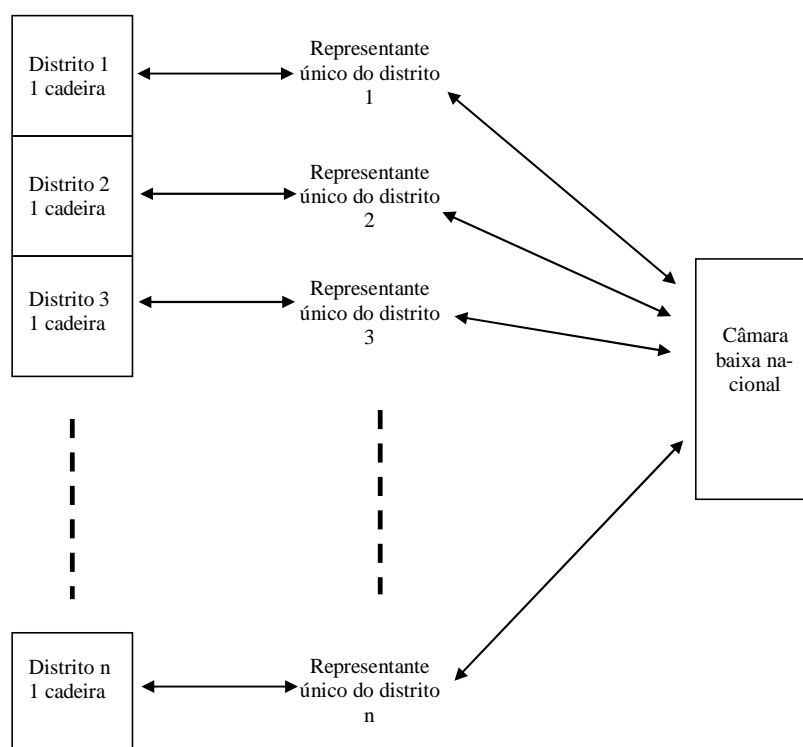 Distrito 1
1 cadeira
Representante
único do distrito
1
Distrito 2
1 cadeira
Representante
único do distrito
2
Distrito 3
1 cadeira
Representante
único do distrito
3
Câmara
baixa na-
cional
Distrito n
1 cadeira
Representante
único do distrito
n